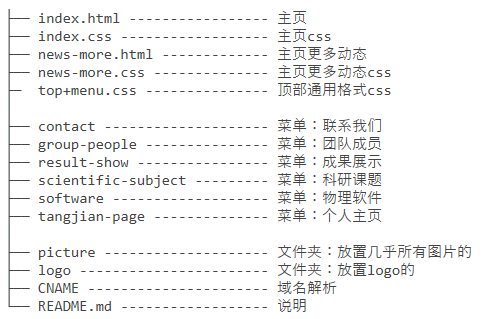 ├── index.html ----------------- 主页
├── index.css ------------------ 主页css
├── news-more.html ------------- 主页更多动态
├── news-more.css -------------- 主页更多动态css
├─ top+menu.css --------------- 顶部通用格式css
├── contact -------------------- 菜单：联系我们
├── group-people --------------- 菜单：团队成员
├── result-show ---------------- 菜单：成果展示
├── scientific-subject --------- 菜单：科研课题
├── software ------------------- 菜单：物理软件
├── tangjian-page -------------- 菜单：个人主页
├── picture -------------------- 文件夹：放置几乎所有图片的
├── logo ----------------------- 文件夹：放置logo的
├── CNAME ---------------------- 域名解析
└── README.md ------------------ 说明